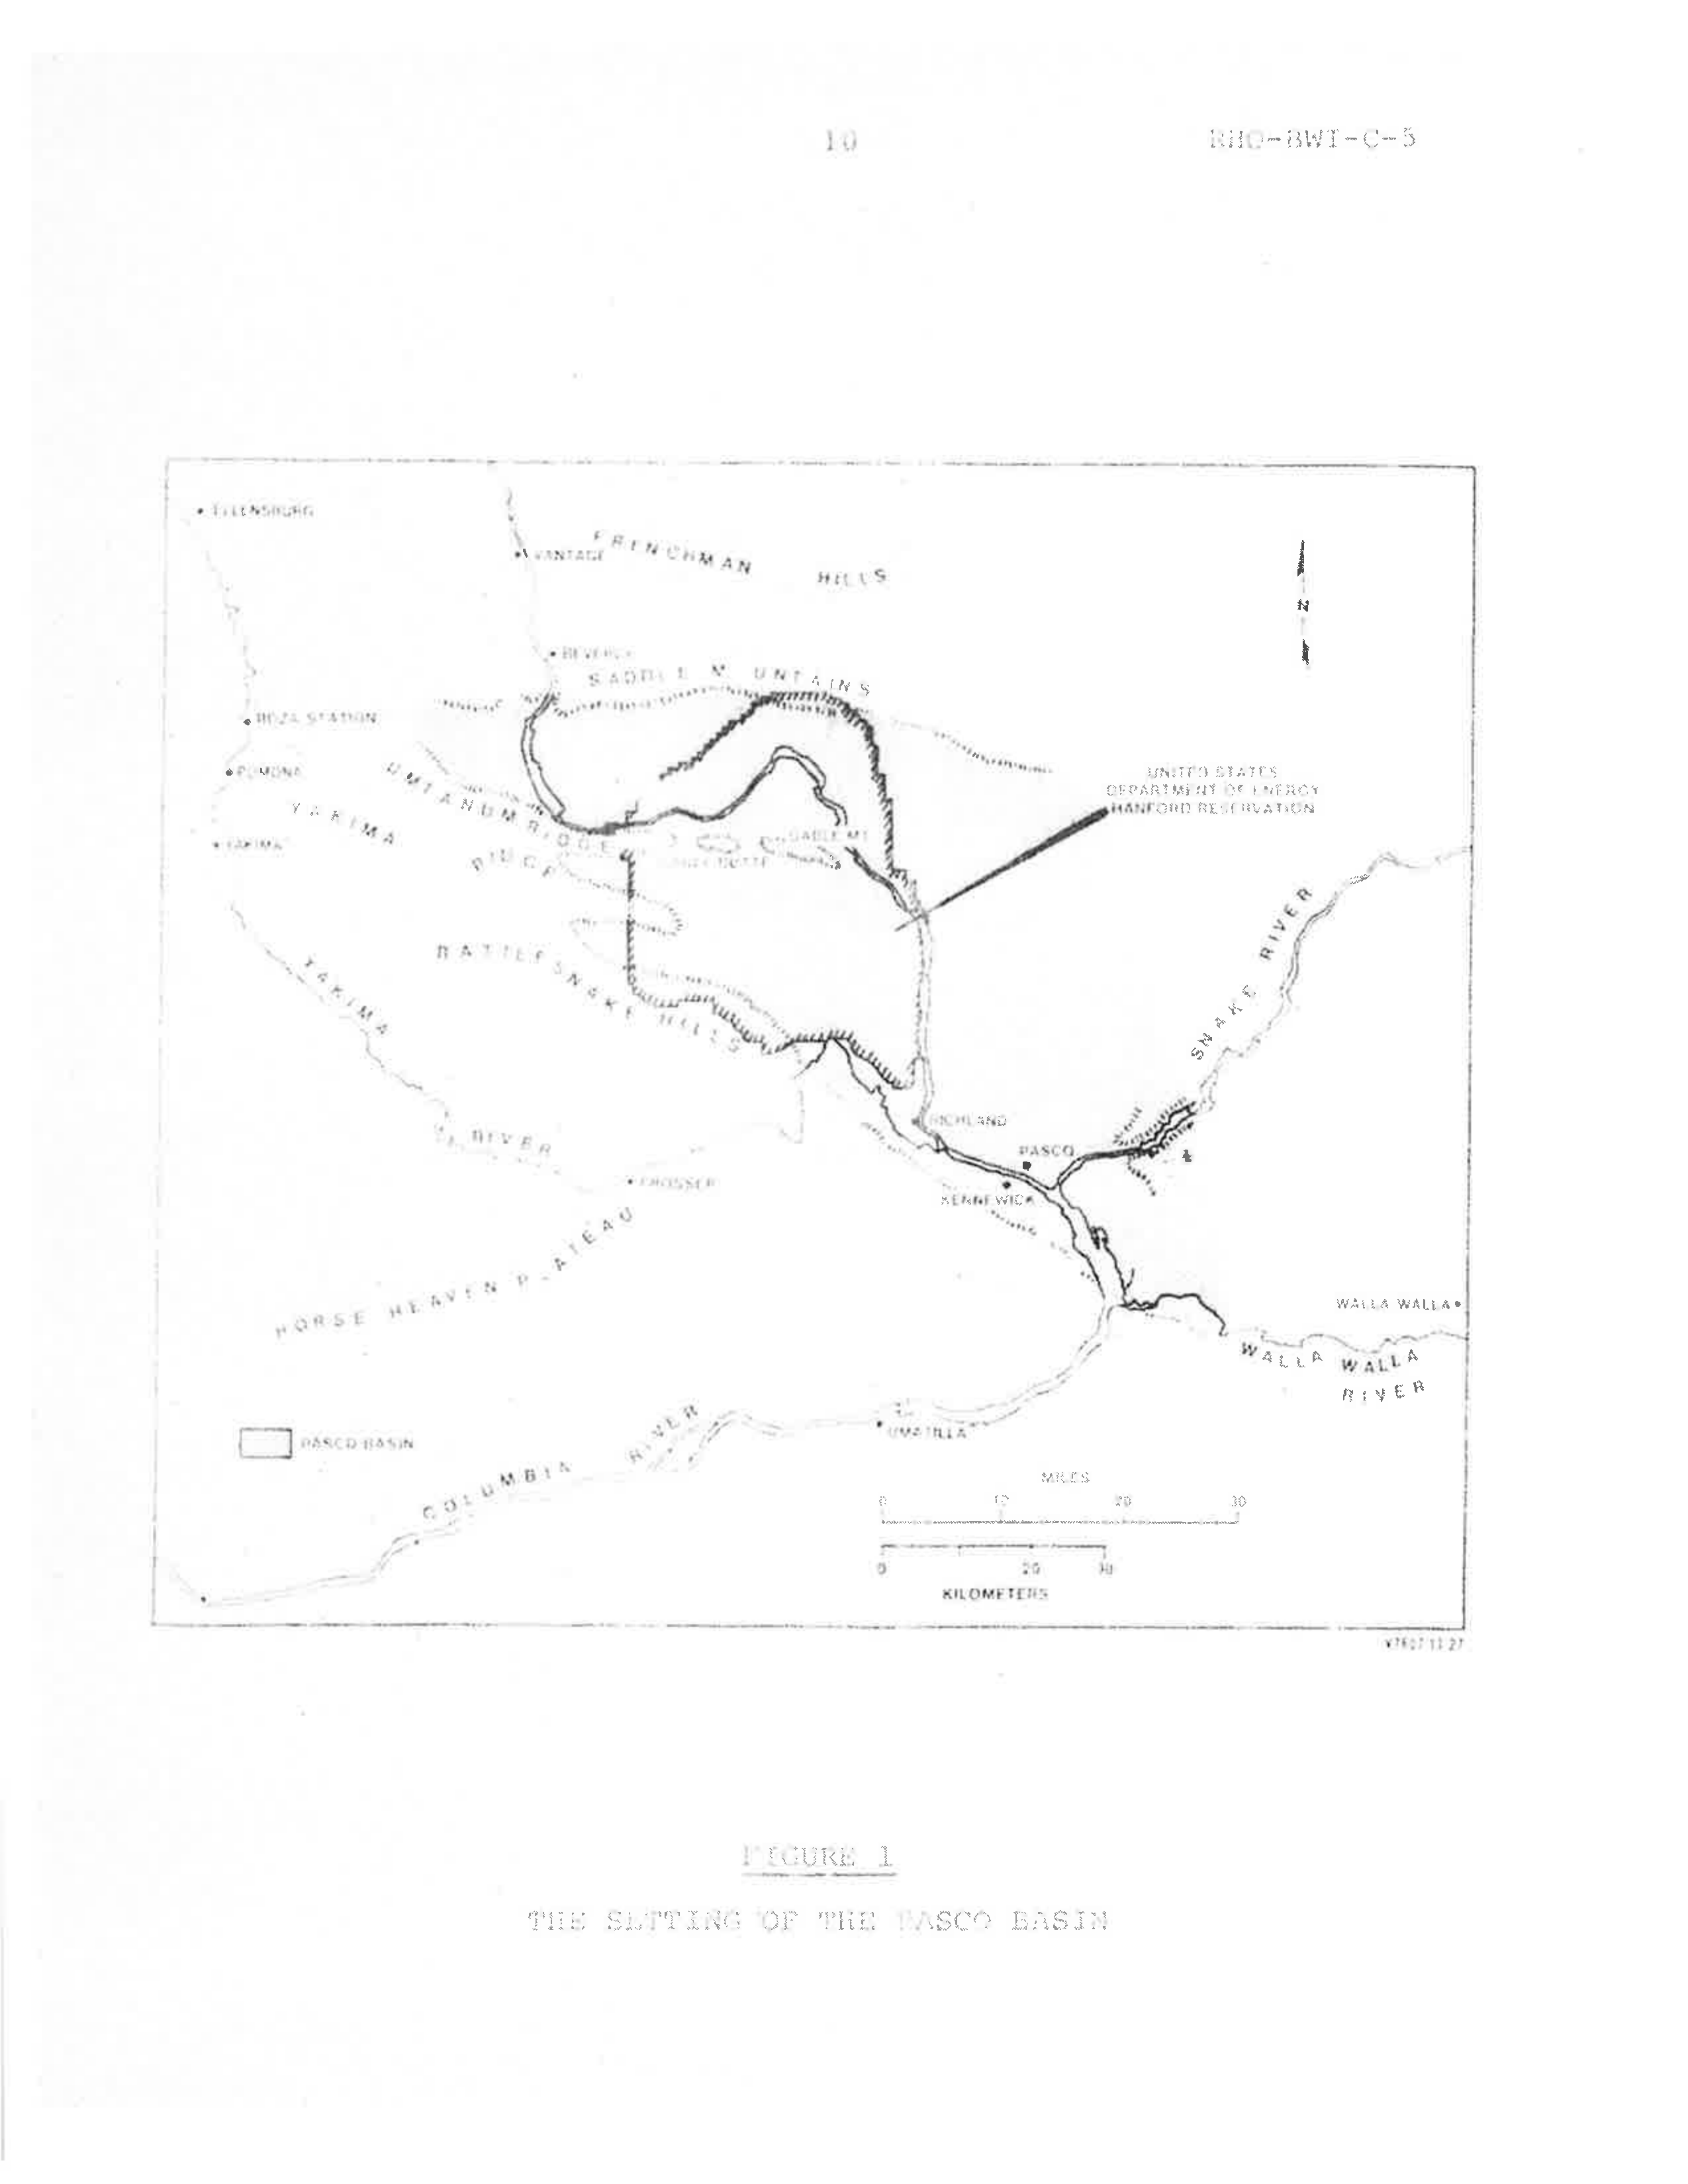 10
RHO-BWI-C-5
ELLENSBURG
VANTAGE
FRENCHMAN HILLS
N
BEVERLY
SADDLE M UNTAINS
ROZA STATION
POMONA
UMTANUM RIDGE
YAKIMA
RIDGE
YAKIMA
GABLE MT
GABLE BUTTE
UNITED STATES
DEPARTMENT OF ENERGY
HANFORD RESERVATION
SNAKE RIVER
RATTLESNAKE HILLS
YAKIMA
RIVER
RICHLAND
PASCO
KENNEWICK
PROSSER
HORSE HEAVEN PLATEAU
WALLA WALLA
WALLA WALLA
RIVER
UMATILLA
PASCO BASIN
COLUMBIA RIVER
MILES
0 10 20 30
0 20 30
KILOMETERS
FIGURE 1
THE SETTING OF THE PASCO BASIN